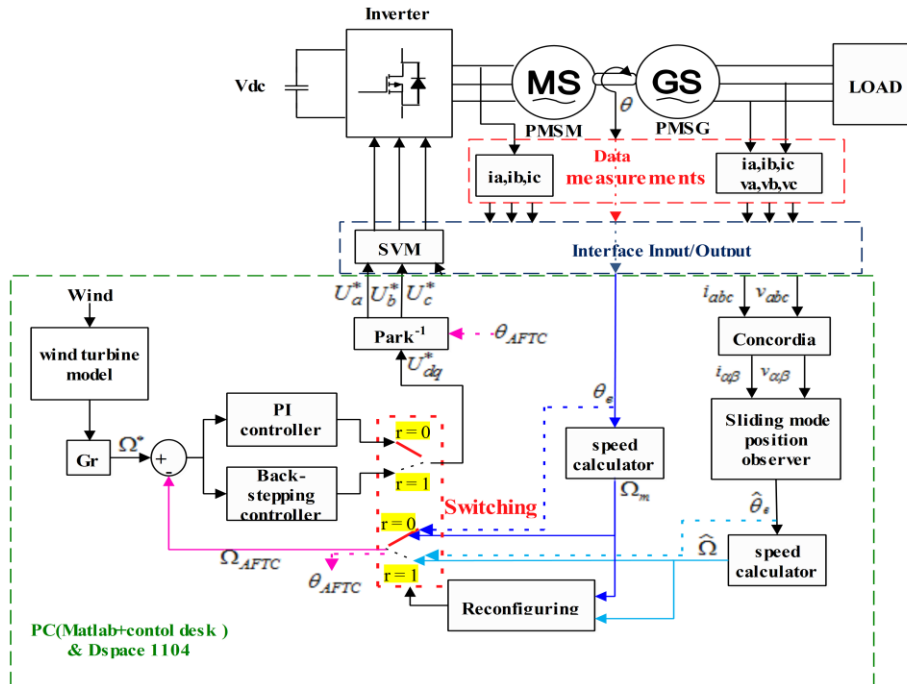 Inverter
Vdc
MS
GS
LOAD
PMSM
θ
PMSG
Data
measurements
ia,ib,ic
ia,ib,ic
va,vb,vc
SVM
Interface Input/Output
U*a U*b U*c
i_abc v_abc
Wind
Park⁻¹
θ_AFTC
Concordia
wind turbine
model
U*dq
i_αβ v_αβ
θ_e
PI
controller
r = 0
Sliding mode
position
observer
speed
calculator
Gr
Ω*
+
-
Back-
stepping
controller
r = 1
Switching
Ω_m
θ̂_e
r = 0
Ω̂
speed
calculator
Ω_AFTC
θ_AFTC
r = 1
Reconfiguring
PC(Matlab+contol desk )
& Dspace 1104